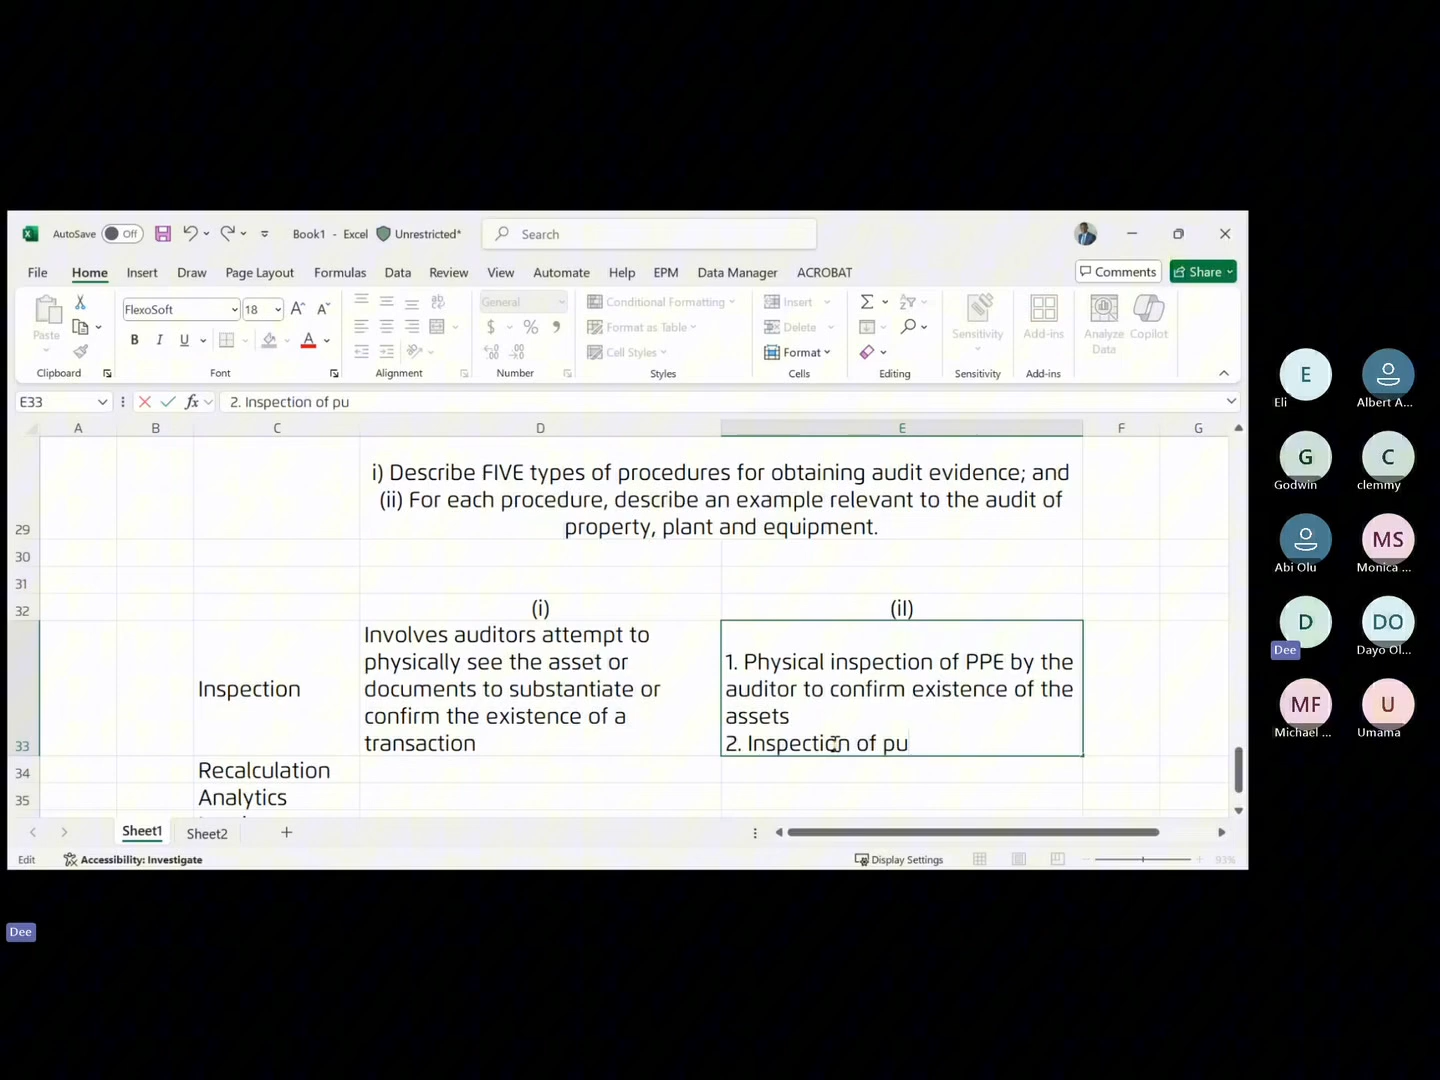 AutoSave Off Book1 - Excel Unrestricted* Search
File Home Insert Draw Page Layout Formulas Data Review View Automate Help EPM Data Manager ACROBAT Comments Share
Paste
Clipboard
FlexoSoft 18 A^ A˅
B I U A
Font
ab
Alignment
General
$ % 9
Number
Conditional Formatting
Format as Table
Cell Styles
Styles
Insert
Delete
Format
Cells
Editing
Sensitivity
Sensitivity
Add-ins
Add-ins
Analyze Data
Copilot
E33 fx 2. Inspection of pu
A B C D E F G
29
i) Describe FIVE types of procedures for obtaining audit evidence; and
(ii) For each procedure, describe an example relevant to the audit of
property, plant and equipment.
30
31
32 (i) (iI)
33
Inspection
Involves auditors attempt to
physically see the asset or
documents to substantiate or
confirm the existence of a
transaction
1. Physical inspection of PPE by the
auditor to confirm existence of the
assets
2. Inspection of pu
34 Recalculation
35 Analytics
Sheet1 Sheet2 +
Edit Accessibility: Investigate Display Settings 93%
E
Eli
Albert A...
G
Godwin
C
clemmy
Abi Olu
MS
Monica ...
D
Dee
DO
Dayo Ol...
MF
Michael ...
U
Umama
Dee